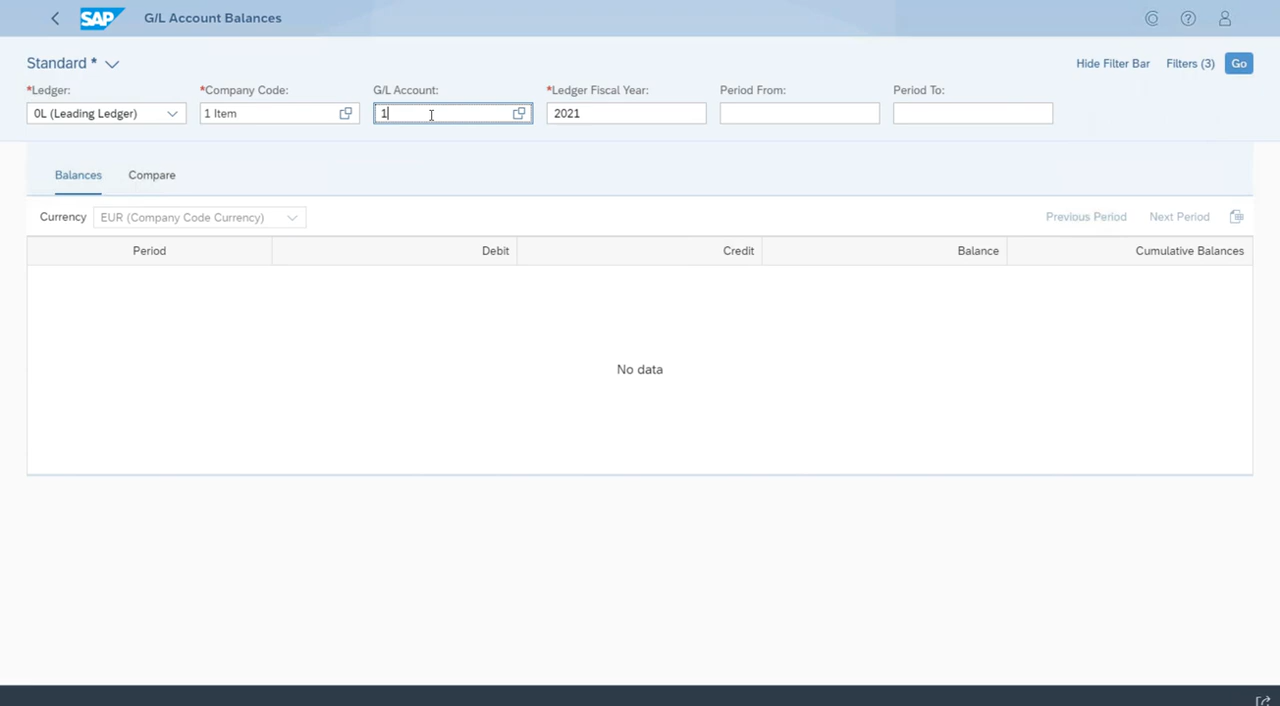 SAP G/L Account Balances
Standard *
Hide Filter Bar Filters (3) Go
*Ledger: *Company Code: G/L Account: *Ledger Fiscal Year: Period From: Period To:
0L (Leading Ledger) 1 Item 1 2021
Balances Compare
Currency EUR (Company Code Currency) Previous Period Next Period
Period Debit Credit Balance Cumulative Balances
No data